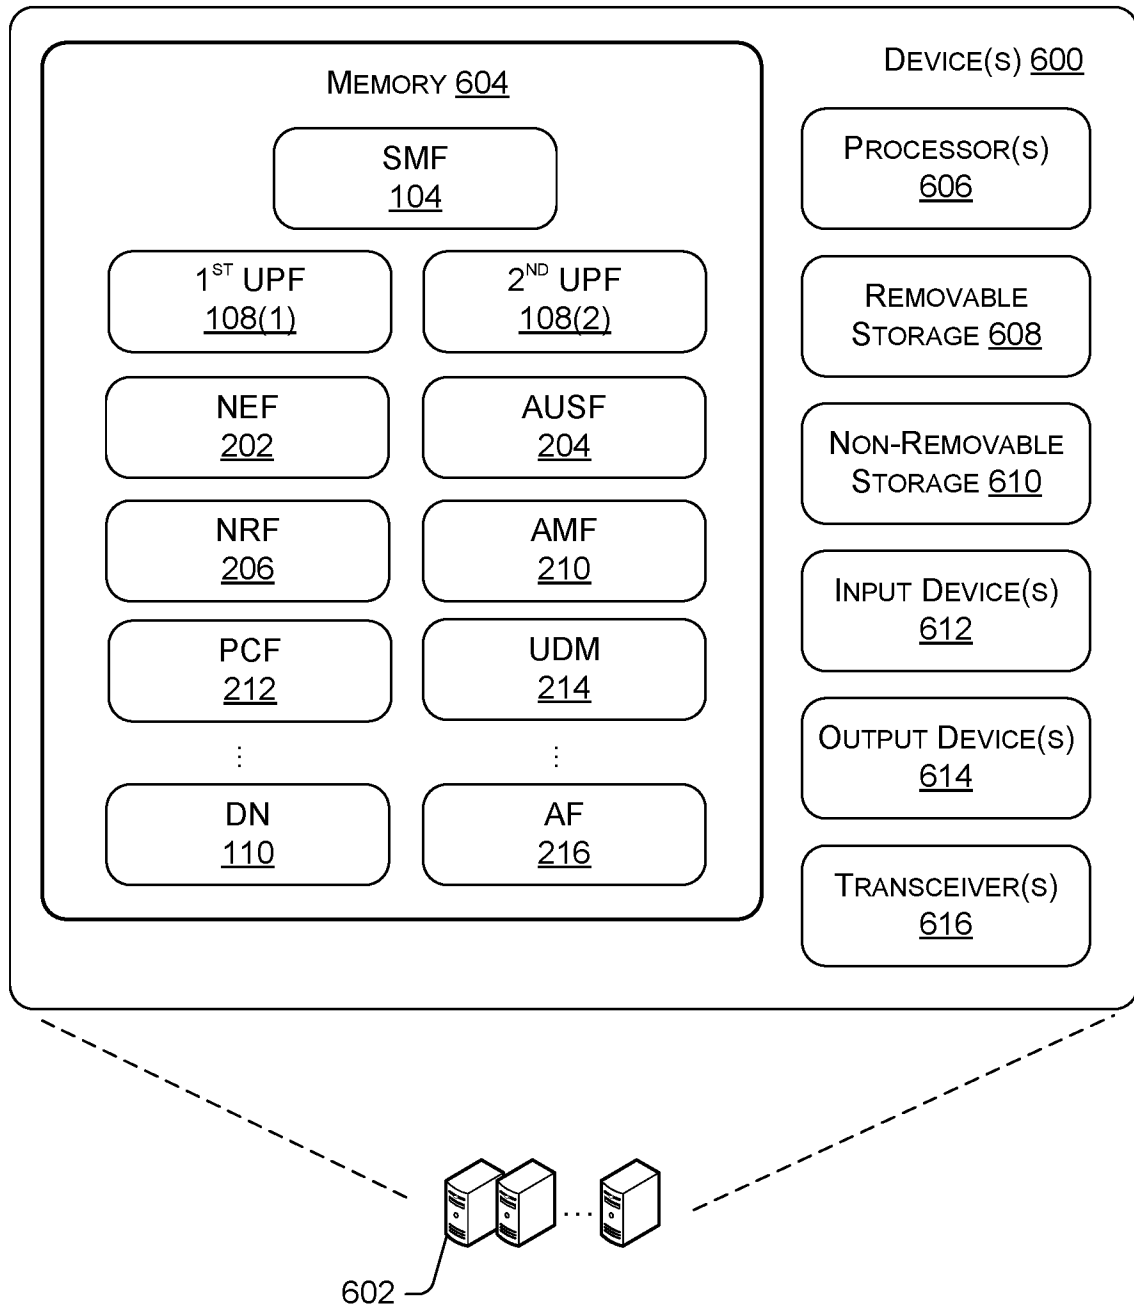 MEMORY 604
SMF
104
1ST UPF
108(1)
2ND UPF
108(2)
NEF
202
AUSF
204
NRF
206
AMF
210
PCF
212
UDM
214
⋮
⋮
DN
110
AF
216
DEVICE(S) 600
PROCESSOR(S)
606
REMOVABLE
STORAGE 608
NON-REMOVABLE
STORAGE 610
INPUT DEVICE(S)
612
OUTPUT DEVICE(S)
614
TRANSCEIVER(S)
616
...
602